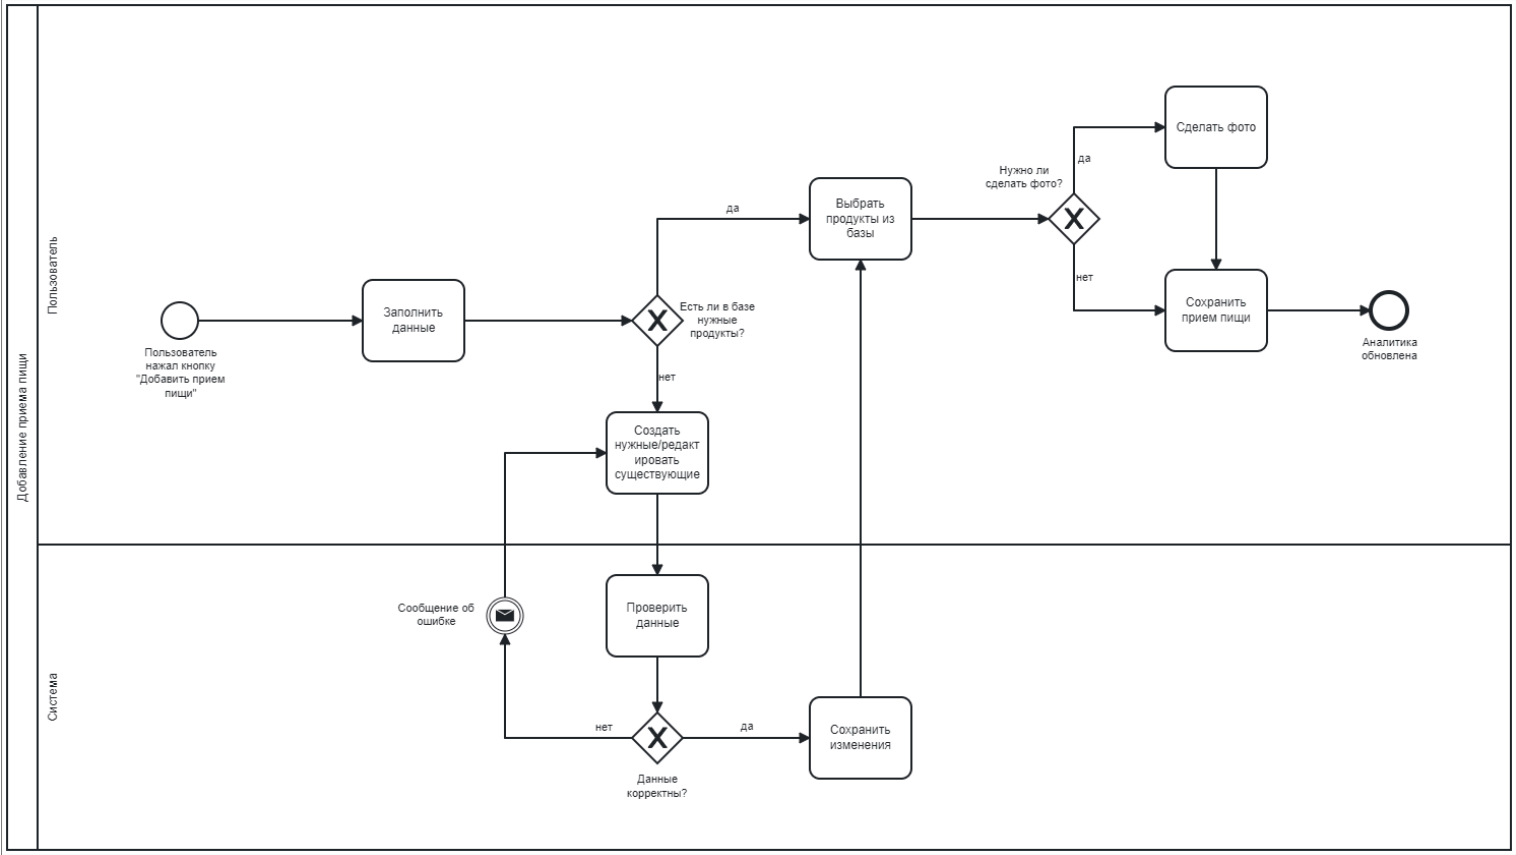 Добавление приема пищи
Пользователь
Пользователь
нажал кнопку
"Добавить прием
пищи"
Заполнить
данные
Есть ли в базе
нужные
продукты?
да
нет
Создать
нужные/редакт
ировать
существующие
Выбрать
продукты из
базы
Нужно ли
сделать фото?
да
нет
Сделать фото
Сохранить
прием пищи
Аналитика
обновлена
Система
Сообщение об
ошибке
Проверить
данные
нет
да
Данные
корректны?
Сохранить
изменения